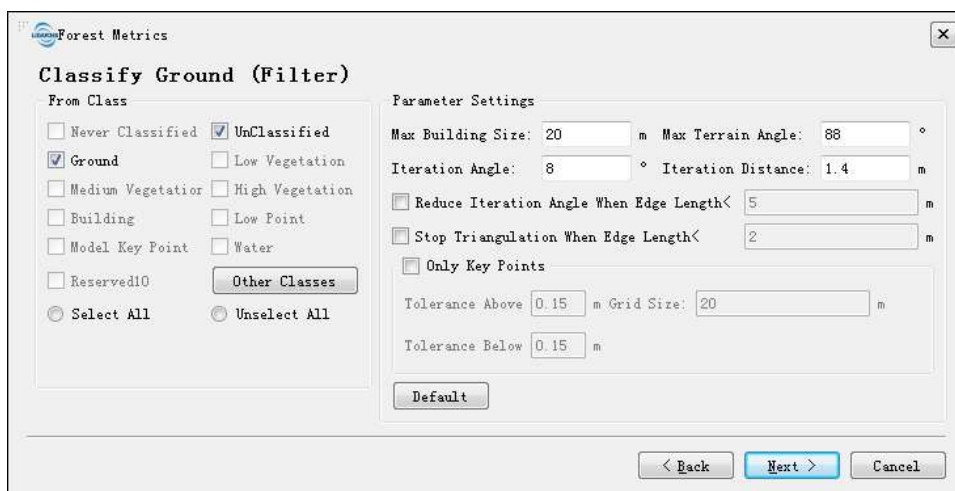 Forest Metrics
Classify Ground (Filter)
From Class
Never Classified UnClassified
Ground Low Vegetation
Medium Vegetatior High Vegetation
Building Low Point
Model Key Point Water
Reserved10 Other Classes
Select All Unselect All
Parameter Settings
Max Building Size: 20 m Max Terrain Angle: 88 °
Iteration Angle: 8 ° Iteration Distance: 1.4 m
Reduce Iteration Angle When Edge Length< 5 m
Stop Triangulation When Edge Length< 2 m
Only Key Points
Tolerance Above 0.15 m Grid Size: 20 m
Tolerance Below 0.15 m
Default
< Back Next > Cancel